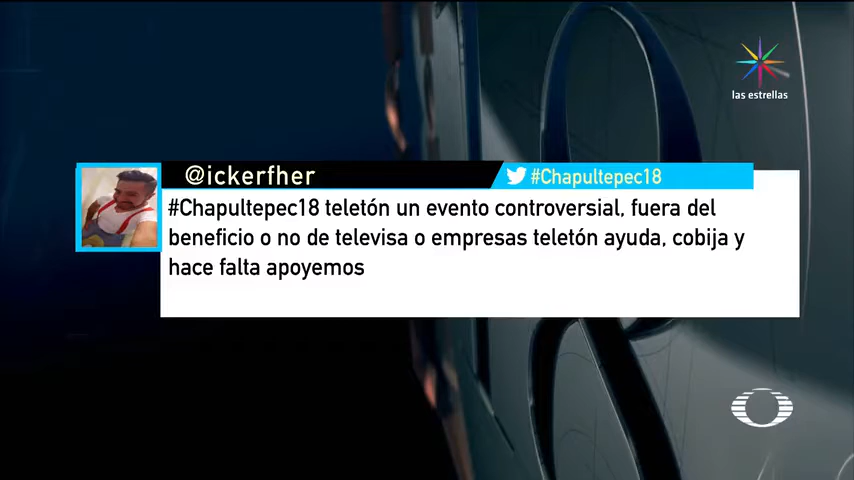 las estrellas
@ickerfher
#Chapultepec18
#Chapultepec18 teletón un evento controversial, fuera del
beneficio o no de televisa o empresas teletón ayuda, cobija y
hace falta apoyemos